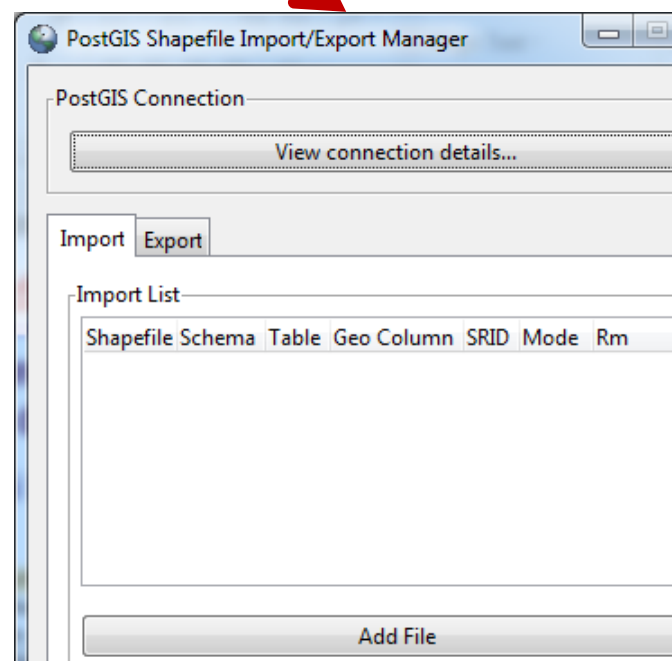 PostGIS Shapefile Import/Export Manager
PostGIS Connection
View connection details...
Import Export
Import List
Shapefile Schema Table Geo Column SRID Mode Rm
Add File